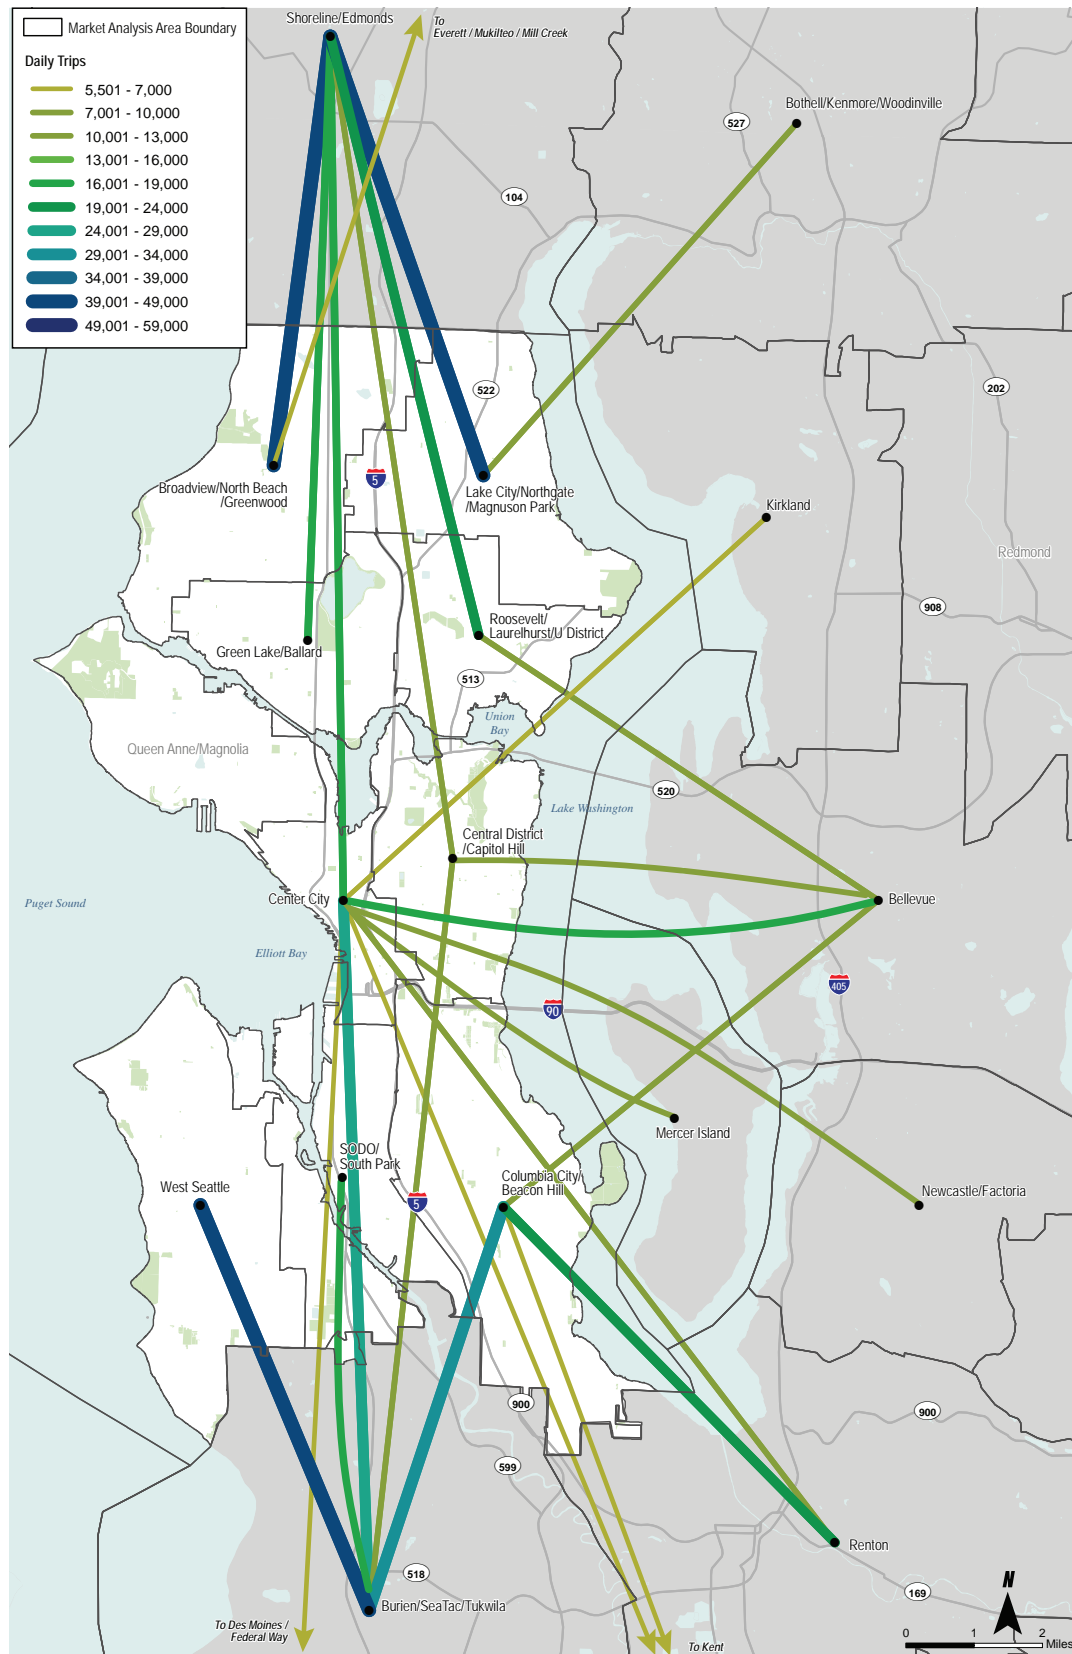 Shoreline/Edmonds
To
Everett / Mukilteo / Mill Creek
Market Analysis Area Boundary
Daily Trips
5,501 - 7,000
7,001 - 10,000
10,001 - 13,000
13,001 - 16,000
16,001 - 19,000
19,001 - 24,000
24,001 - 29,000
29,001 - 34,000
34,001 - 39,000
39,001 - 49,000
49,001 - 59,000
Bothell/Kenmore/Woodinville
527
104
522
202
5
Broadview/North Beach
/Greenwood
Lake City/Northgate
/Magnuson Park
Kirkland
Redmond
908
Roosevelt/
Laurelhurst/U District
Green Lake/Ballard
513
Union
Bay
Queen Anne/Magnolia
520
Lake Washington
Central District
/Capitol Hill
Center City
Bellevue
Puget Sound
Elliott Bay
405
90
Mercer Island
SODO/
South Park
Columbia City/
Beacon Hill
West Seattle
5
Newcastle/Factoria
900
900
599
Renton
518
169
Burien/SeaTac/Tukwila
To Des Moines /
Federal Way
To Kent
N
0 1 2
Miles